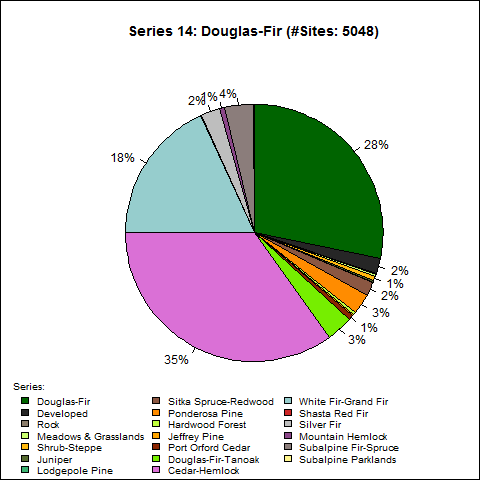 Series 14: Douglas-Fir (#Sites: 5048)
2% 1% 4%
28%
18%
2%
1%
2%
3%
1%
3%
35%
Series:
Douglas-Fir Sitka Spruce-Redwood White Fir-Grand Fir
Developed Ponderosa Pine Shasta Red Fir
Rock Hardwood Forest Silver Fir
Meadows & Grasslands Jeffrey Pine Mountain Hemlock
Shrub-Steppe Port Orford Cedar Subalpine Fir-Spruce
Juniper Douglas-Fir-Tanoak Subalpine Parklands
Lodgepole Pine Cedar-Hemlock